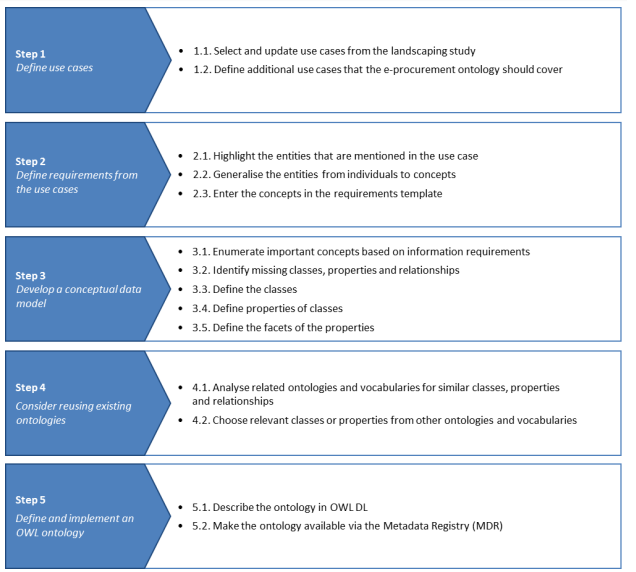 Step 1
Define use cases
• 1.1. Select and update use cases from the landscaping study
• 1.2. Define additional use cases that the e-procurement ontology should cover
Step 2
Define requirements from
the use cases
• 2.1. Highlight the entities that are mentioned in the use case
• 2.2. Generalise the entities from individuals to concepts
• 2.3. Enter the concepts in the requirements template
Step 3
Develop a conceptual data
model
• 3.1. Enumerate important concepts based on information requirements
• 3.2. Identify missing classes, properties and relationships
• 3.3. Define the classes
• 3.4. Define properties of classes
• 3.5. Define the facets of the properties
Step 4
Consider reusing existing
ontologies
• 4.1. Analyse related ontologies and vocabularies for similar classes, properties
and relationships
• 4.2. Choose relevant classes or properties from other ontologies and vocabularies
Step 5
Define and implement an
OWL ontology
• 5.1. Describe the ontology in OWL DL
• 5.2. Make the ontology available via the Metadata Registry (MDR)